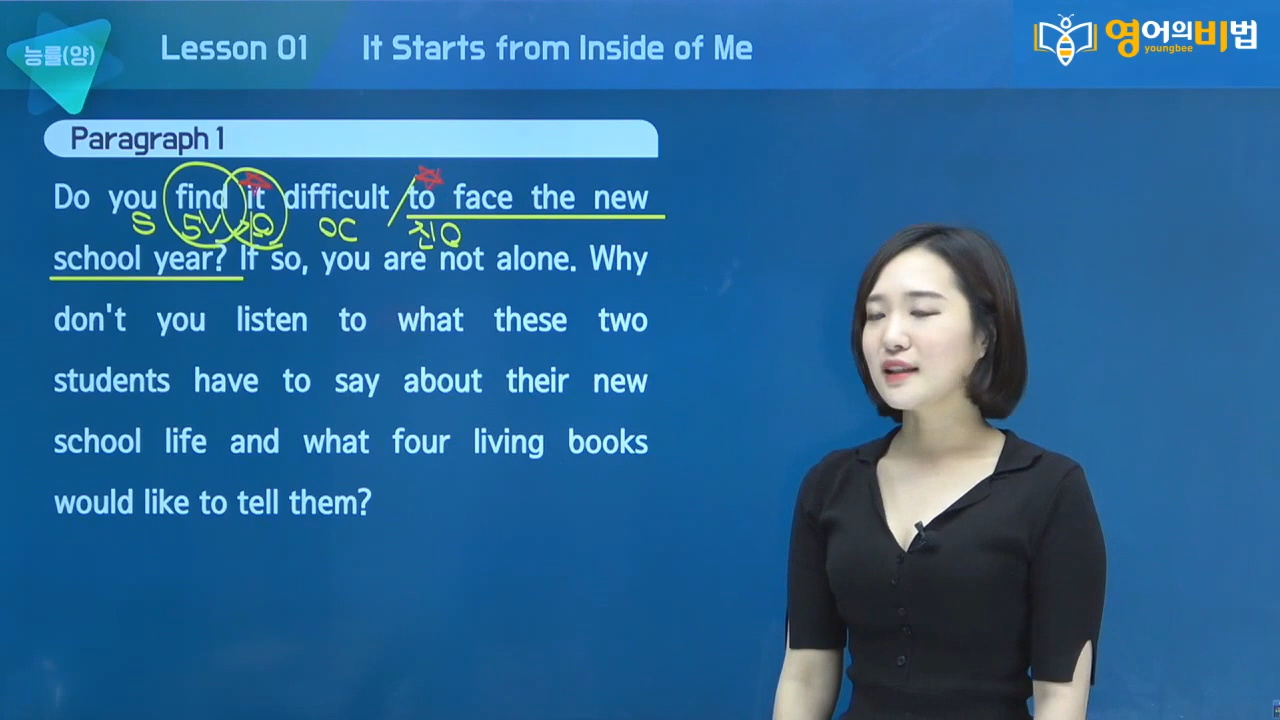 능률(양)
Lesson 01 It Starts from Inside of Me
영어의비법
youngbee
Paragraph 1
Do you find it difficult to face the new
S 5V 가O OC 진O
school year? If so, you are not alone. Why
don't you listen to what these two
students have to say about their new
school life and what four living books
would like to tell them?